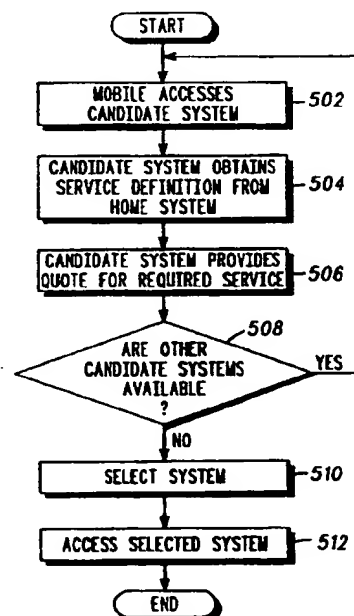 START
MOBILE ACCESSES
CANDIDATE SYSTEM
502
CANDIDATE SYSTEM OBTAINS
SERVICE DEFINITION FROM
HOME SYSTEM
504
CANDIDATE SYSTEM PROVIDES
QUOTE FOR REQUIRED SERVICE
506
508
ARE OTHER
CANDIDATE SYSTEMS
AVAILABLE
?
YES
NO
SELECT SYSTEM
510
ACCESS SELECTED SYSTEM
512
END